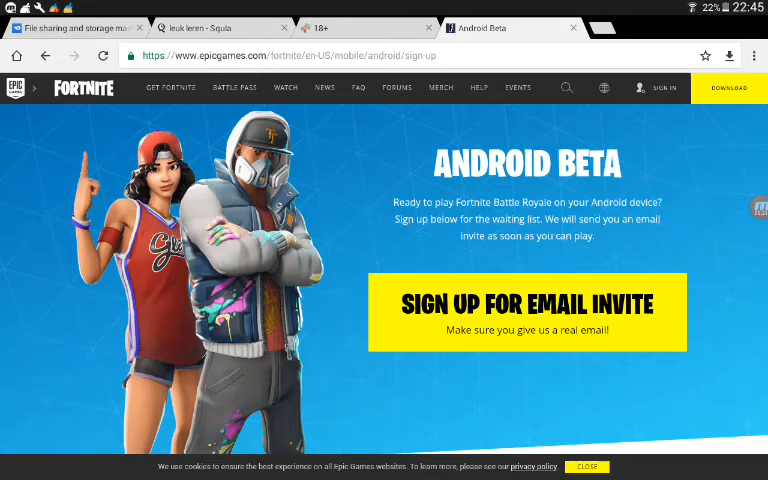 22% 22:45
File sharing and storage ma
leuk leren - Squla
18+
Android Beta
https://www.epicgames.com/fortnite/en-US/mobile/android/sign-up
EPIC GAMES
FORTNITE
GET FORTNITE
BATTLE PASS
WATCH
NEWS
FAQ
FORUMS
MERCH
HELP
EVENTS
SIGN IN
DOWNLOAD
ANDROID BETA
Ready to play Fortnite Battle Royale on your Android device?
Sign up below for the waiting list. We will send you an email
invite as soon as you can play.
SIGN UP FOR EMAIL INVITE
Make sure you give us a real email!
We use cookies to ensure the best experience on all Epic Games websites. To learn more, please see our privacy policy.
CLOSE